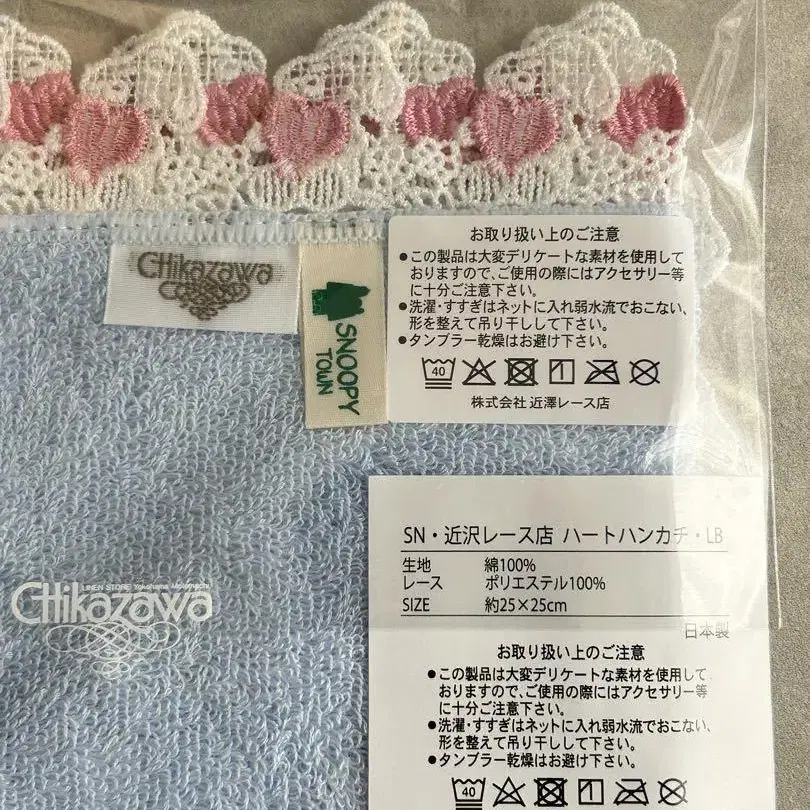 Chikazawa
SNOOPY
TOWN
お取り扱い上のご注意
●この製品は大変デリケートな素材を使用して
おりますので、ご使用の際にはアクセサリー等
に十分ご注意下さい。
●洗濯・すすぎはネットに入れ弱水流でおこない、
形を整えて吊り干しして下さい。
●タンブラー乾燥はお避け下さい。
40
株式会社 近澤レース店
SN・近沢レース店 ハートハンカチ・LB
生地 綿100%
レース ポリエステル100%
SIZE 約25×25cm
日本製
お取り扱い上のご注意
●この製品は大変デリケートな素材を使用して
おりますので、ご使用の際にはアクセサリー等
に十分ご注意下さい。
●洗濯・すすぎはネットに入れ弱水流でおこない、
形を整えて吊り干しして下さい。
●タンブラー乾燥はお避け下さい。
40
LINEN STORE Yokohama Motomachi
Chikazawa